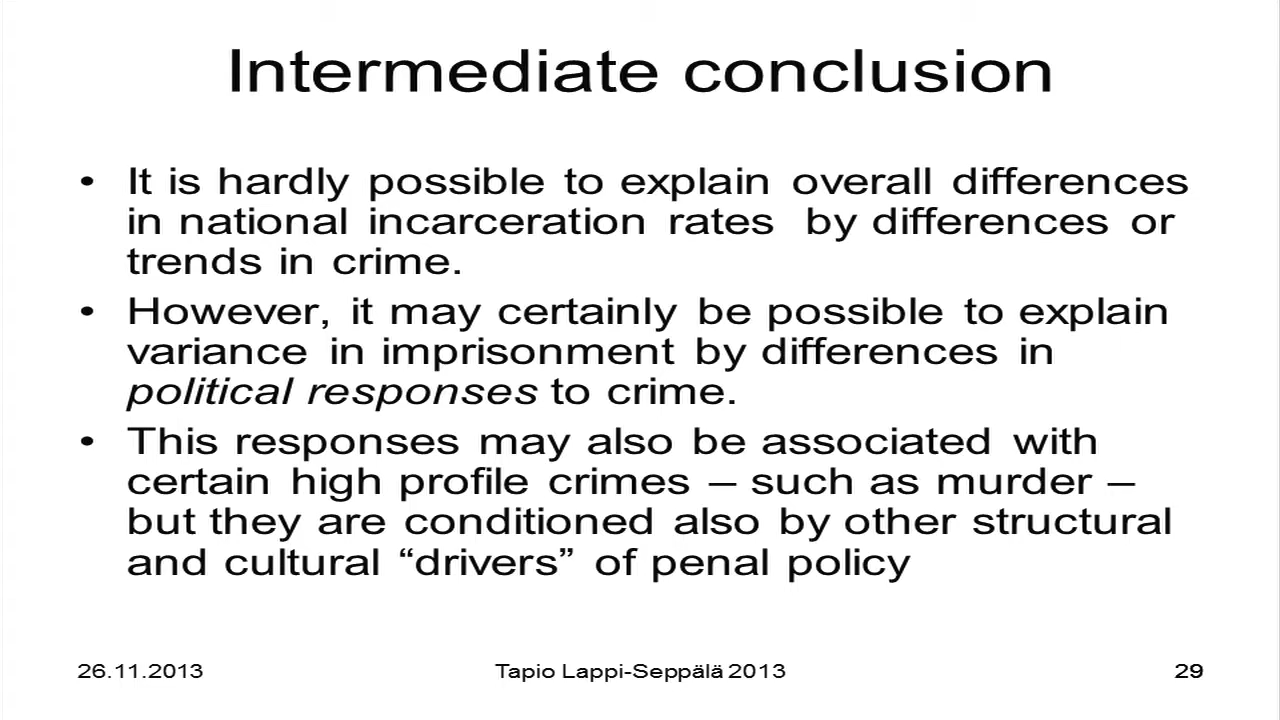 Intermediate conclusion
• It is hardly possible to explain overall differences
in national incarceration rates by differences or
trends in crime.
• However, it may certainly be possible to explain
variance in imprisonment by differences in
political responses to crime.
• This responses may also be associated with
certain high profile crimes – such as murder –
but they are conditioned also by other structural
and cultural “drivers” of penal policy
26.11.2013
Tapio Lappi-Seppälä 2013
29